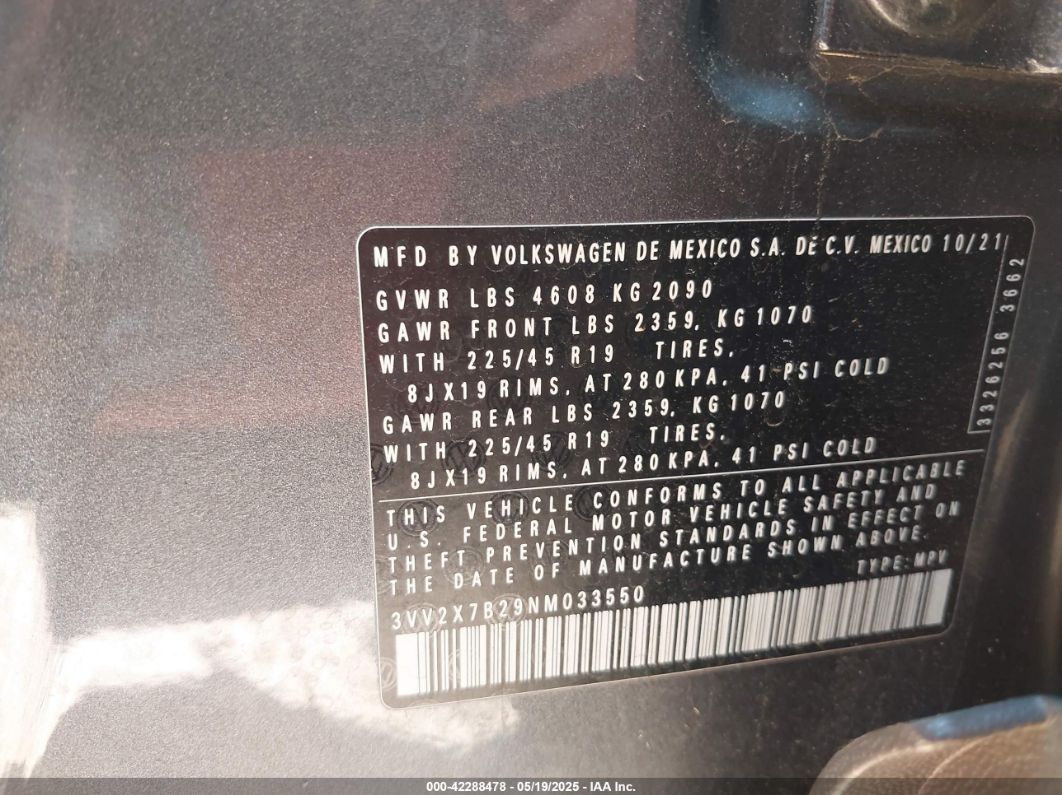 MFD BY VOLKSWAGEN DE MEXICO S.A. DE C.V. MEXICO 10/21
GVWR LBS 4608 KG 2090
GAWR FRONT LBS 2359, KG 1070
WITH 225/45 R19 TIRES,
8JX19 RIMS, AT 280 KPA, 41 PSI COLD
GAWR REAR LBS 2359, KG 1070
WITH 225/45 R19 TIRES,
8JX19 RIMS, AT 280 KPA, 41 PSI COLD
3326256 3662
THIS VEHICLE CONFORMS TO ALL APPLICABLE
U.S. FEDERAL MOTOR VEHICLE SAFETY AND
THEFT PREVENTION STANDARDS IN EFFECT ON
THE DATE OF MANUFACTURE SHOWN ABOVE.
TYPE: MPV
3VV2X7B29NM033550
000-42288478 - 05/19/2025 - IAA Inc.